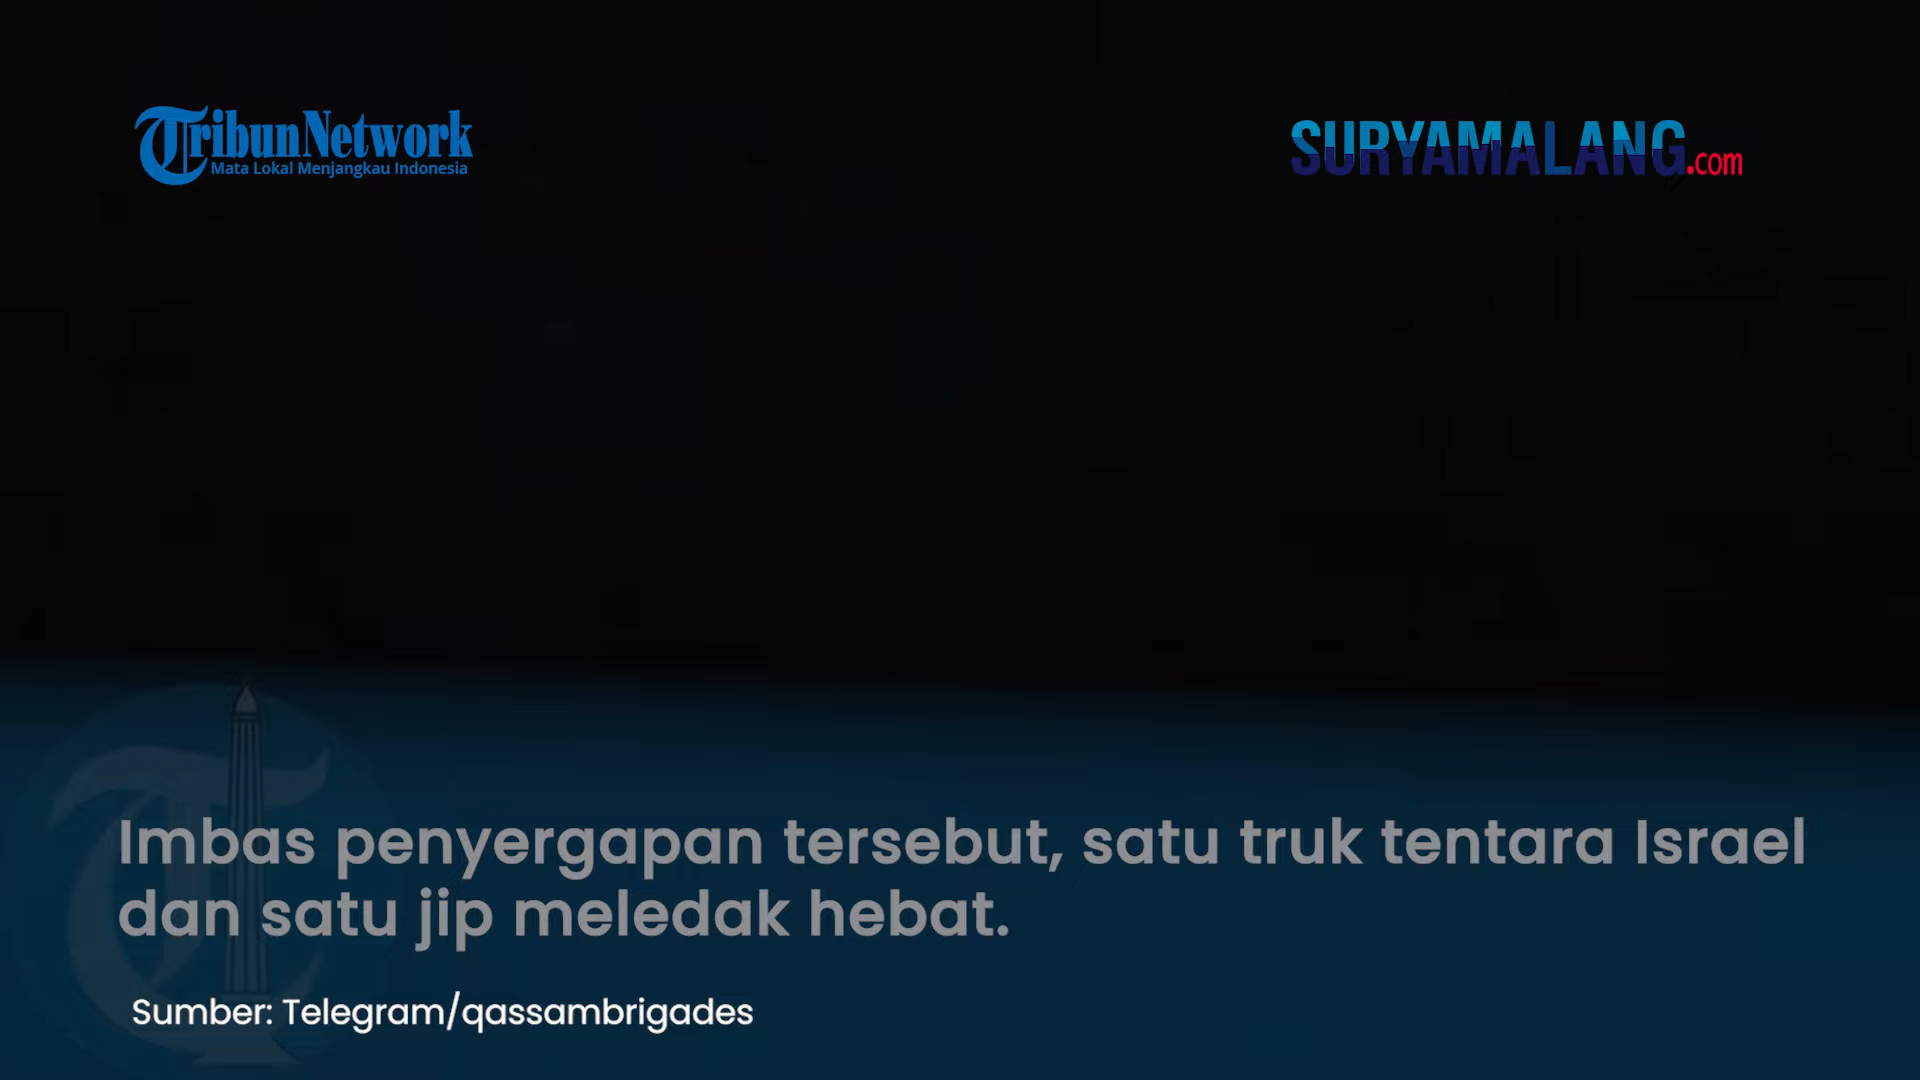 TribunNetwork
Mata Lokal Menjangkau Indonesia
SURYAMALANG.com
Imbas penyergapan tersebut, satu truk tentara Israel
dan satu jip meledak hebat.
Sumber: Telegram/qassambrigades